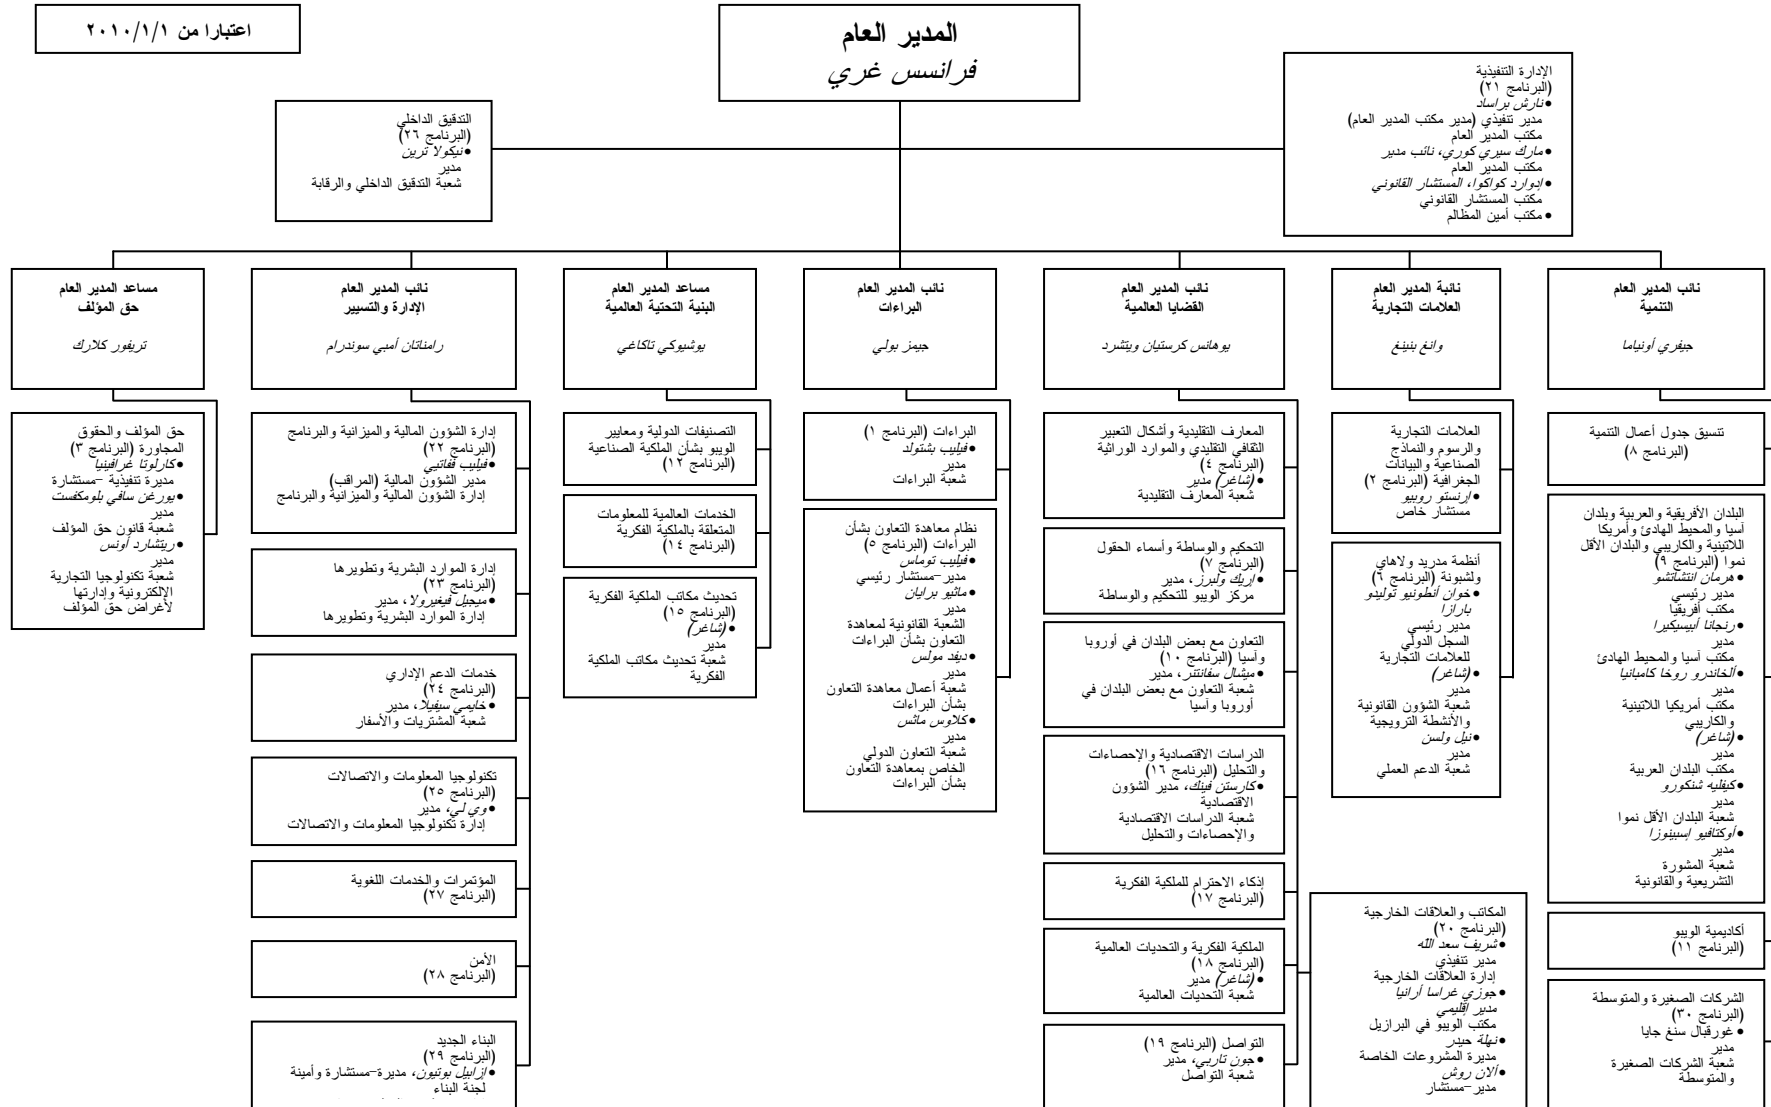 اعتبارا من ٢٠١٠/١/١
المدير العام
فرانسس غري
الإدارة التنفيذية
(البرنامج ٢١)
•نارش براساد
مدير تنفيذي (مدير مكتب المدير العام)
مكتب المدير العام
•مارك سيري كوري، نائب مدير
مكتب المدير العام
•إدوارد كواكوا، المستشار القانوني
مكتب المستشار القانوني
•مكتب أمين المظالم
التدقيق الداخلي
(البرنامج ٢٦)
•نيكولا ترين
مدير
شعبة التدقيق الداخلي والرقابة
نائب المدير العام
التنمية
جيفري أونياما
تنسيق جدول أعمال التنمية
(البرنامج ٨)
البلدان الأفريقية والعربية وبلدان
آسيا والمحيط الهادئ وأمريكا
اللاتينية والكاريبي والبلدان الأقل
نموا (البرنامج ٩)
•هرمان انتشاتشو
مدير رئيسي
مكتب أفريقيا
•رنجانا أبيسيكيرا
مدير
مكتب آسيا والمحيط الهادئ
•ألخاندرو روخا كامبانيا
مدير
مكتب أمريكيا اللاتينية
والكاريبي
•(شاغر)
مدير
مكتب البلدان العربية
•كيفليه شنكورو
مدير
شعبة البلدان الأقل نموا
•أوكتافيو إسبينوزا
مدير
شعبة المشورة
التشريعية والقانونية
أكاديمية الويبو
(البرنامج ١١)
الشركات الصغيرة والمتوسطة
(البرنامج ٣٠)
•غورقبال سنغ جايا
مدير
شعبة الشركات الصغيرة
والمتوسطة
نائبة المدير العام
العلامات التجارية
وانغ بنينغ
العلامات التجارية
والرسوم والنماذج
الصناعية والبيانات
الجغرافية (البرنامج ٢)
•إرنستو روبيو
مستشار خاص
أنظمة مدريد ولاهاي
ولشبونة (البرنامج ٦)
•خوان أنطونيو توليدو
بارازا
مدير رئيسي
السجل الدولي
للعلامات التجارية
•(شاغر)
مدير
شعبة الشؤون القانونية
والأنشطة الترويجية
•نيل ولسن
مدير
شعبة الدعم العملي
نائب المدير العام
القضايا العالمية
يوهانس كرستيان ويتشرد
المعارف التقليدية وأشكال التعبير
الثقافي التقليدي والموارد الوراثية
(البرنامج ٤)
•(شاغر) مدير
شعبة المعارف التقليدية
التحكيم والوساطة وأسماء الحقول
(البرنامج ٧)
•إريك ولبرز، مدير
مركز الويبو للتحكيم والوساطة
التعاون مع بعض البلدان في أوروبا
وآسيا (البرنامج ١٠)
•ميشال سفانتنر، مدير
شعبة التعاون مع بعض البلدان في
أوروبا وآسيا
الدراسات الاقتصادية والإحصاءات
والتحليل (البرنامج ١٦)
•كارستن فينك، مدير الشؤون
الاقتصادية
شعبة الدراسات الاقتصادية
والإحصاءات والتحليل
إذكاء الاحترام للملكية الفكرية
(البرنامج ١٧)
الملكية الفكرية والتحديات العالمية
(البرنامج ١٨)
•(شاغر) مدير
شعبة التحديات العالمية
التواصل (البرنامج ١٩)
•جون تاربي، مدير
شعبة التواصل
المكاتب والعلاقات الخارجية
(البرنامج ٢٠)
•شريف سعد الله
مدير تنفيذي
إدارة العلاقات الخارجية
•جوزي غراسا أرانيا
مدير إقليمي
مكتب الويبو في البرازيل
•نهلة حيدر
مديرة المشروعات الخاصة
•ألان روش
مدير-مستشار
نائب المدير العام
البراءات
جيمز بولي
البراءات (البرنامج ١)
•فيليب بشتولد
مدير
شعبة البراءات
نظام معاهدة التعاون بشأن
البراءات (البرنامج ٥)
•فيليب توماس
مدير-مستشار رئيسي
•ماثيو برايان
مدير
الشعبة القانونية لمعاهدة
التعاون بشأن البراءات
•ديفد مولس
مدير
شعبة أعمال معاهدة التعاون
بشأن البراءات
•كلاوس ماتس
مدير
شعبة التعاون الدولي
الخاص بمعاهدة التعاون
بشأن البراءات
مساعد المدير العام
البنية التحتية العالمية
يوشيوكي تاكاغي
التصنيفات الدولية ومعايير
الويبو بشأن الملكية الصناعية
(البرنامج ١٢)
الخدمات العالمية للمعلومات
المتعلقة بالملكية الفكرية
(البرنامج ١٤)
تحديث مكاتب الملكية الفكرية
(البرنامج ١٥)
•(شاغر)
مدير
شعبة تحديث مكاتب الملكية
الفكرية
نائب المدير العام
الإدارة والتسيير
رامناتان أمبي سوندرام
إدارة الشؤون المالية والميزانية والبرنامج
(البرنامج ٢٢)
•فيليب ففاتبي
مدير الشؤون المالية (المراقب)
إدارة الشؤون المالية والميزانية والبرنامج
إدارة الموارد البشرية وتطويرها
(البرنامج ٢٣)
•ميجيل فيغيرولا، مدير
إدارة الموارد البشرية وتطويرها
خدمات الدعم الإداري
(البرنامج ٢٤)
•خايمي سيفيلا، مدير
شعبة المشتريات والأسفار
تكنولوجيا المعلومات والاتصالات
(البرنامج ٢٥)
•وي لي، مدير
إدارة تكنولوجيا المعلومات والاتصالات
المؤتمرات والخدمات اللغوية
(البرنامج ٢٧)
الأمن
(البرنامج ٢٨)
البناء الجديد
(البرنامج ٢٩)
•إزابيل بوتيون، مديرة-مستشارة وأمينة
لجنة البناء
مساعد المدير العام
حق المؤلف
تريفور كلارك
حق المؤلف والحقوق
المجاورة (البرنامج ٣)
•كارلوتا غرافينيا
مديرة تنفيذية -مستشارة
•يورغن سافي بلومكفست
مدير
شعبة قانون حق المؤلف
•ريتشارد أونس
مدير
شعبة تكنولوجيا التجارية
الإلكترونية وإدارتها
لأغراض حق المؤلف